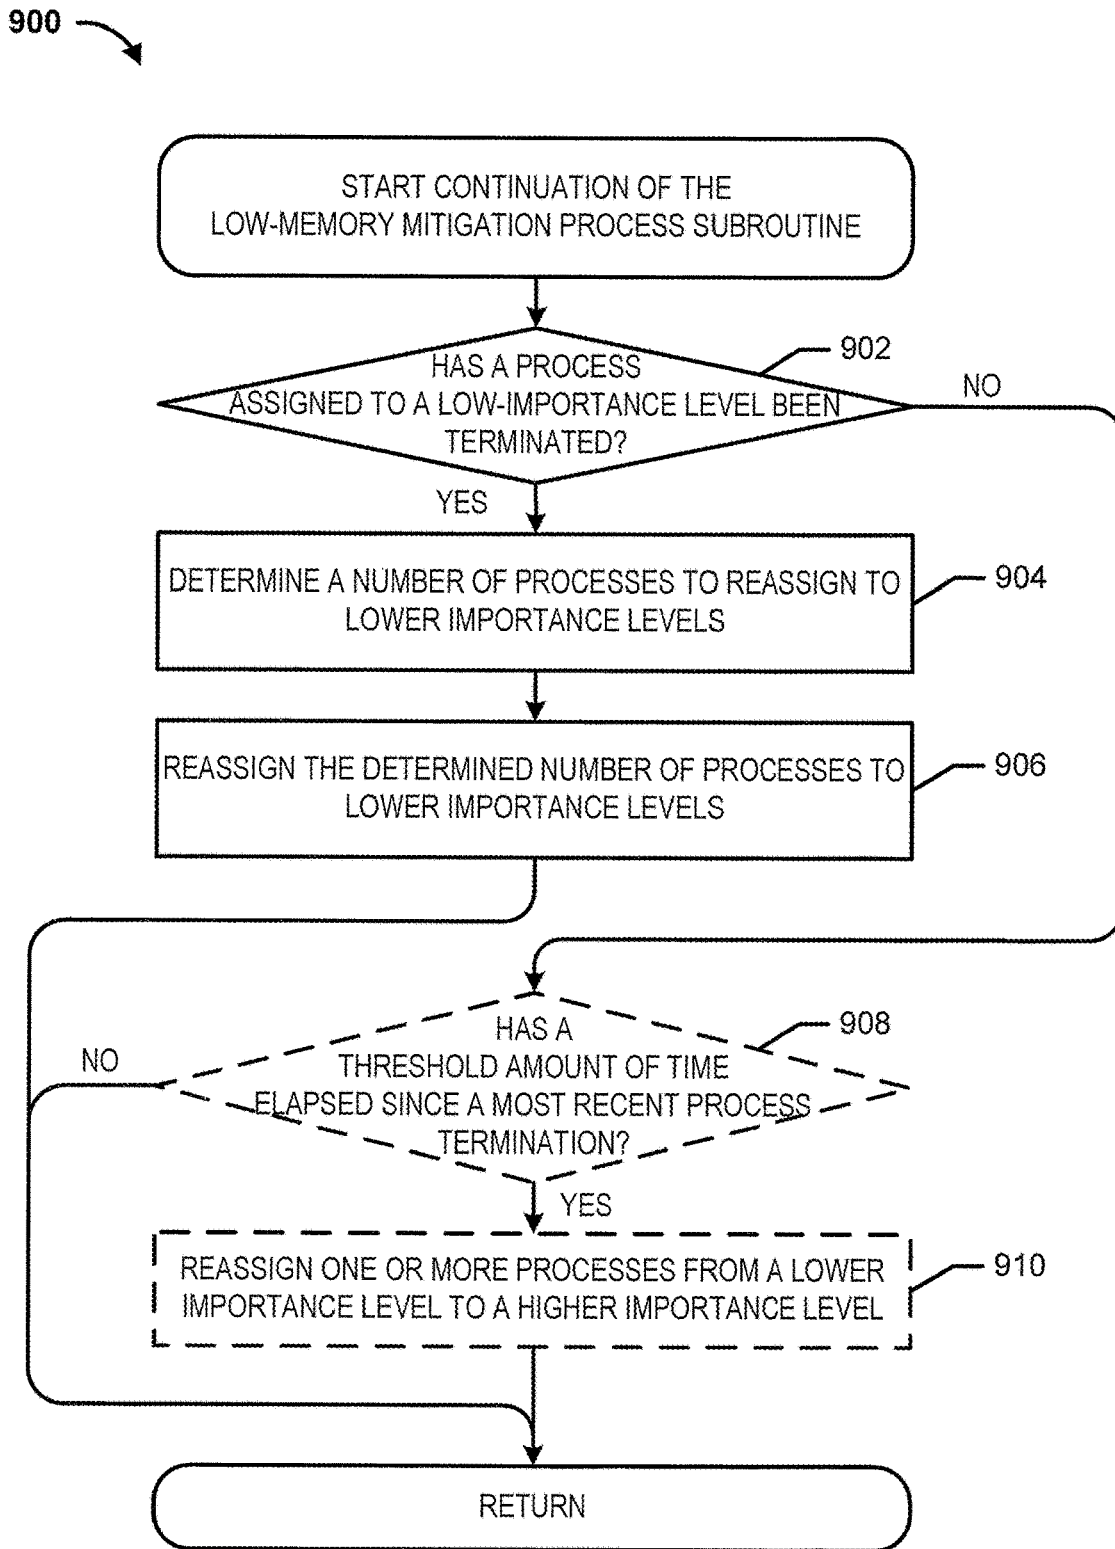 900
START CONTINUATION OF THE
LOW-MEMORY MITIGATION PROCESS SUBROUTINE
902
HAS A PROCESS
ASSIGNED TO A LOW-IMPORTANCE LEVEL BEEN
TERMINATED?
NO
YES
DETERMINE A NUMBER OF PROCESSES TO REASSIGN TO
LOWER IMPORTANCE LEVELS
904
REASSIGN THE DETERMINED NUMBER OF PROCESSES TO
LOWER IMPORTANCE LEVELS
906
HAS A
THRESHOLD AMOUNT OF TIME
ELAPSED SINCE A MOST RECENT PROCESS
TERMINATION?
908
NO
YES
REASSIGN ONE OR MORE PROCESSES FROM A LOWER
IMPORTANCE LEVEL TO A HIGHER IMPORTANCE LEVEL
910
RETURN